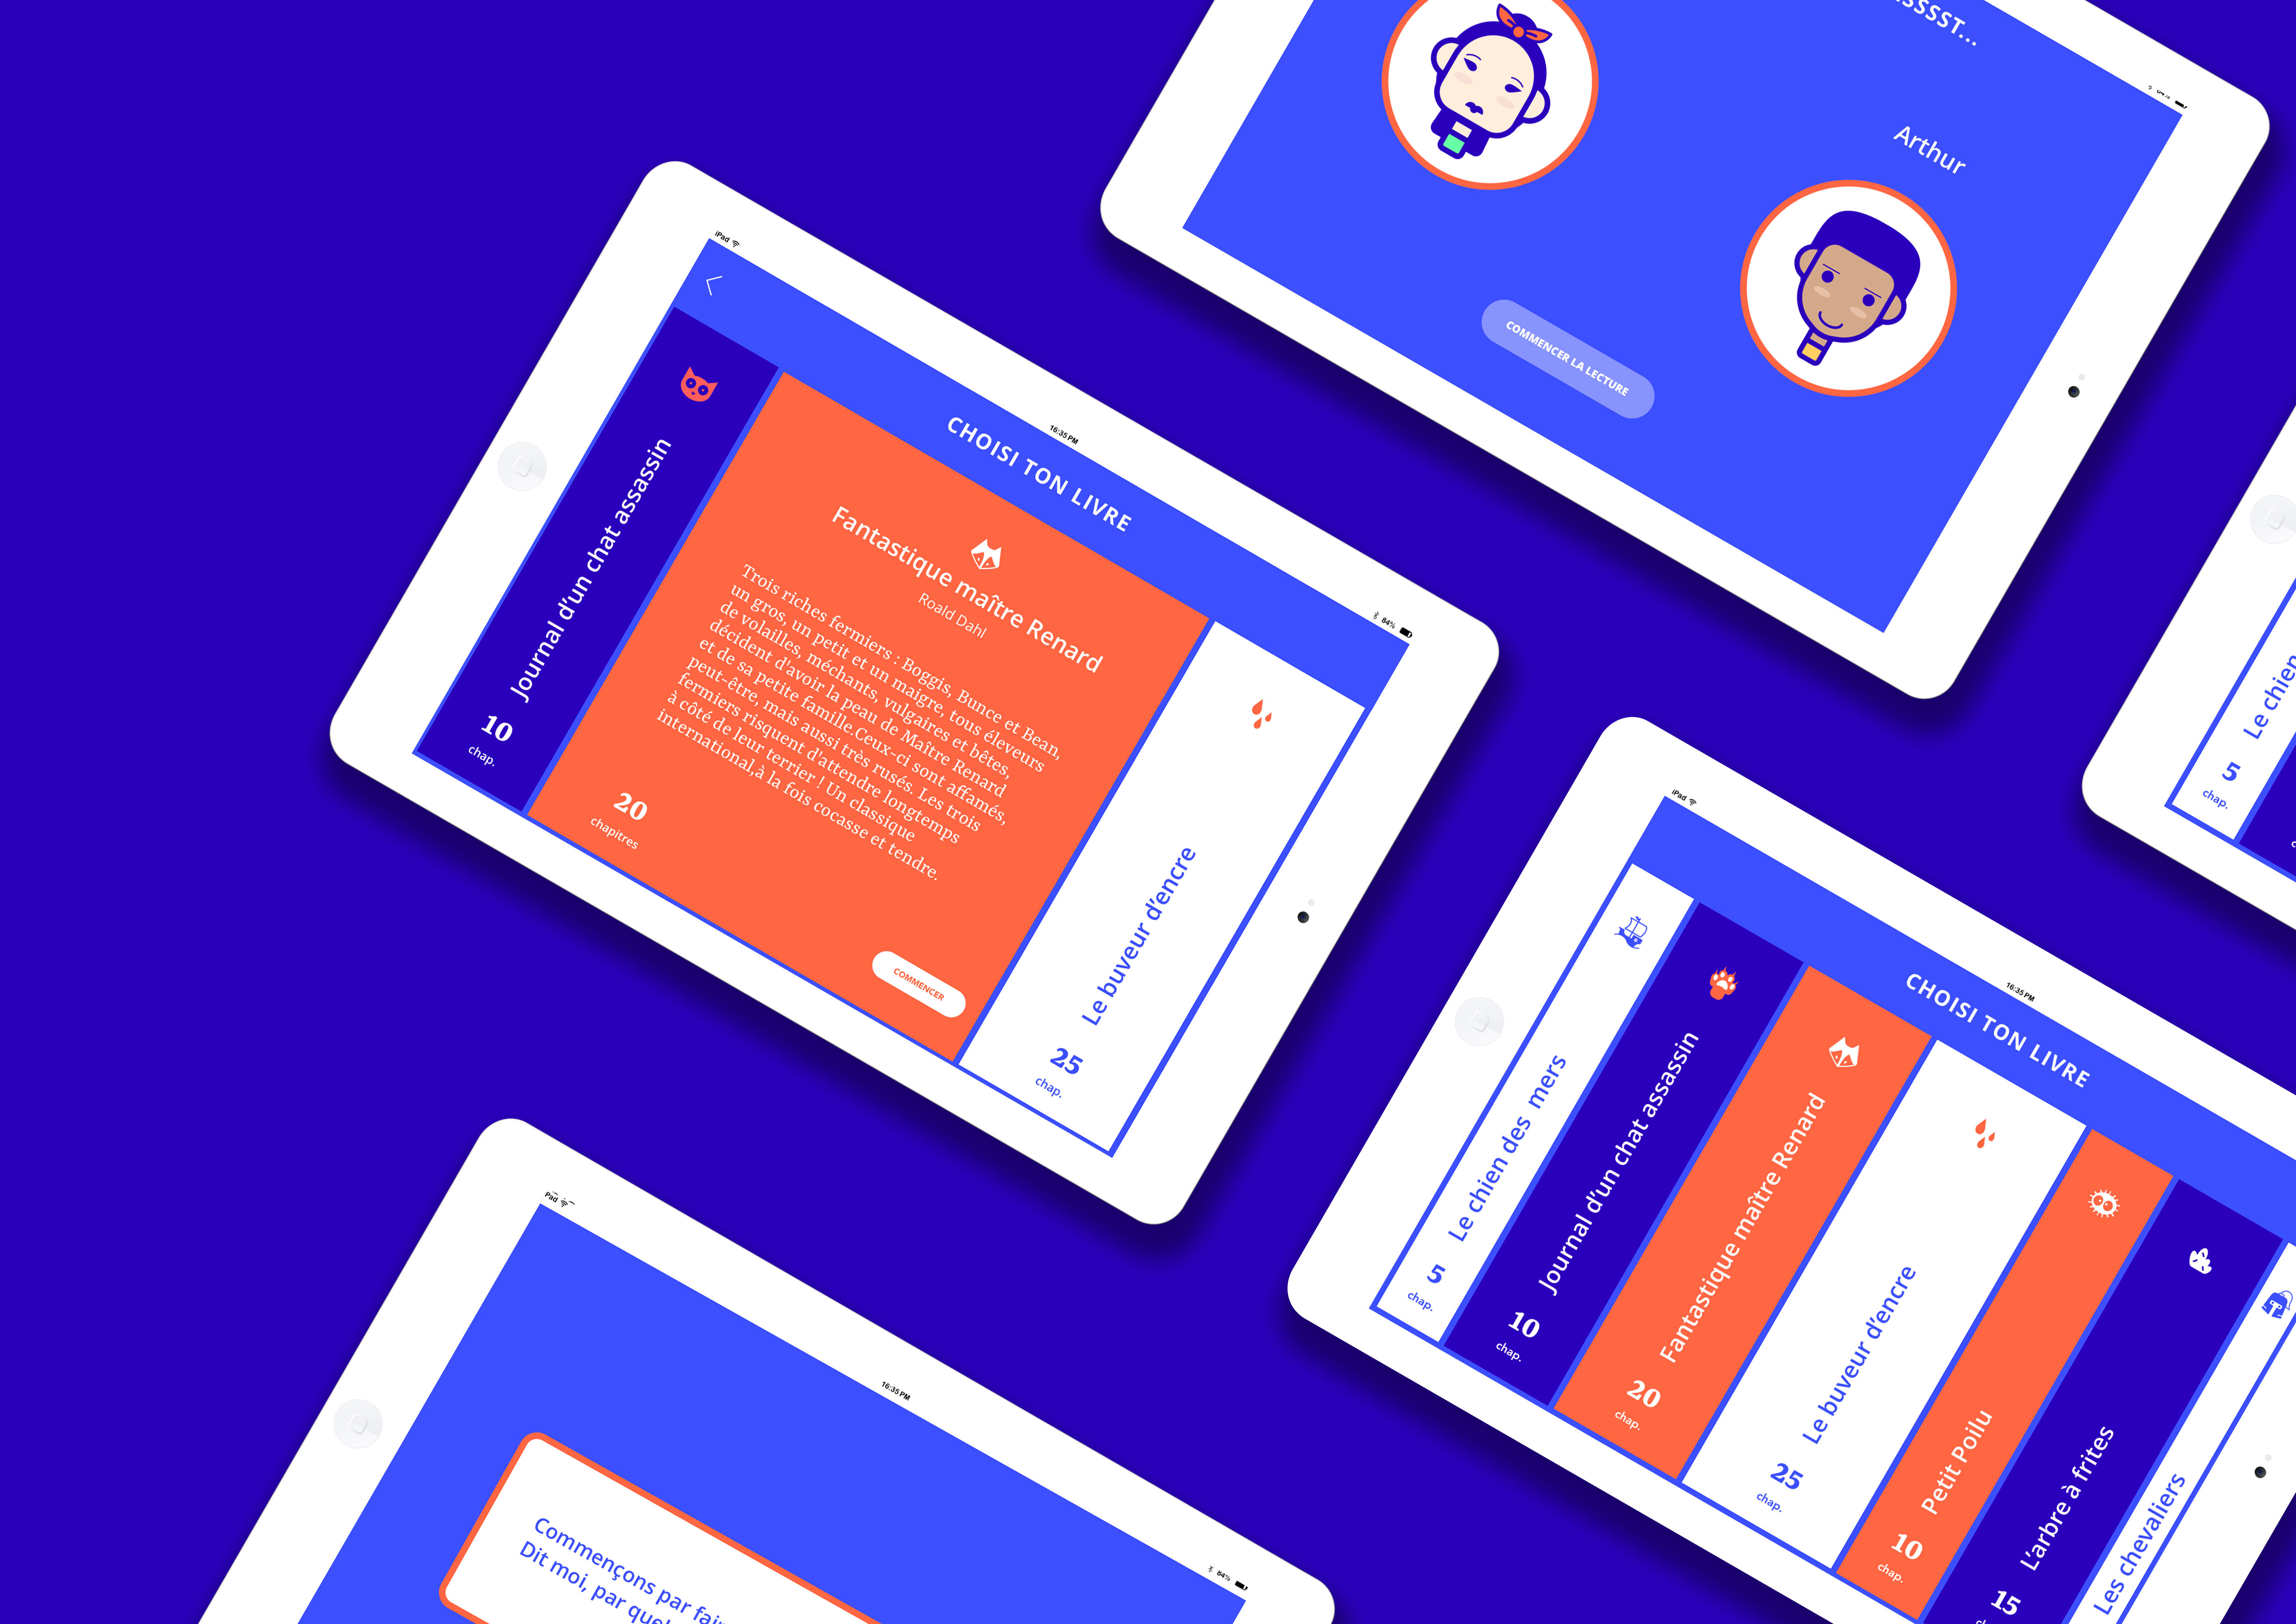 Arthur
COMMENCER LA LECTURE
iPad
16:35 PM
84%
CHOISI TON LIVRE
Journal d'un chat assassin
10
chap.
Fantastique maître Renard
Roald Dahl
Trois riches fermiers : Boggis, Bunce et Bean,
un gros, un petit et un maigre, tous éleveurs
de volailles, méchants, vulgaires et bêtes,
décident d'avoir la peau de Maître Renard
et de sa petite famille.Ceux-ci sont affamés,
peut-être, mais aussi très rusés. Les trois
fermiers risquent d'attendre longtemps
à côté de leur terrier ! Un classique
international,à la fois cocasse et tendre.
20
chapitres
COMMENCER
Le buveur d'encre
25
chap.
Le chien
5
chap.
iPad
16:35 PM
CHOISI TON LIVRE
Le chien des mers
5
chap.
Journal d'un chat assassin
10
chap.
Fantastique maître Renard
20
chap.
Le buveur d'encre
25
chap.
Petit Poilu
10
chap.
L'arbre à frites
15
Les chevaliers
Pad
16:35 PM
84%
Commençons par
Dit moi, par